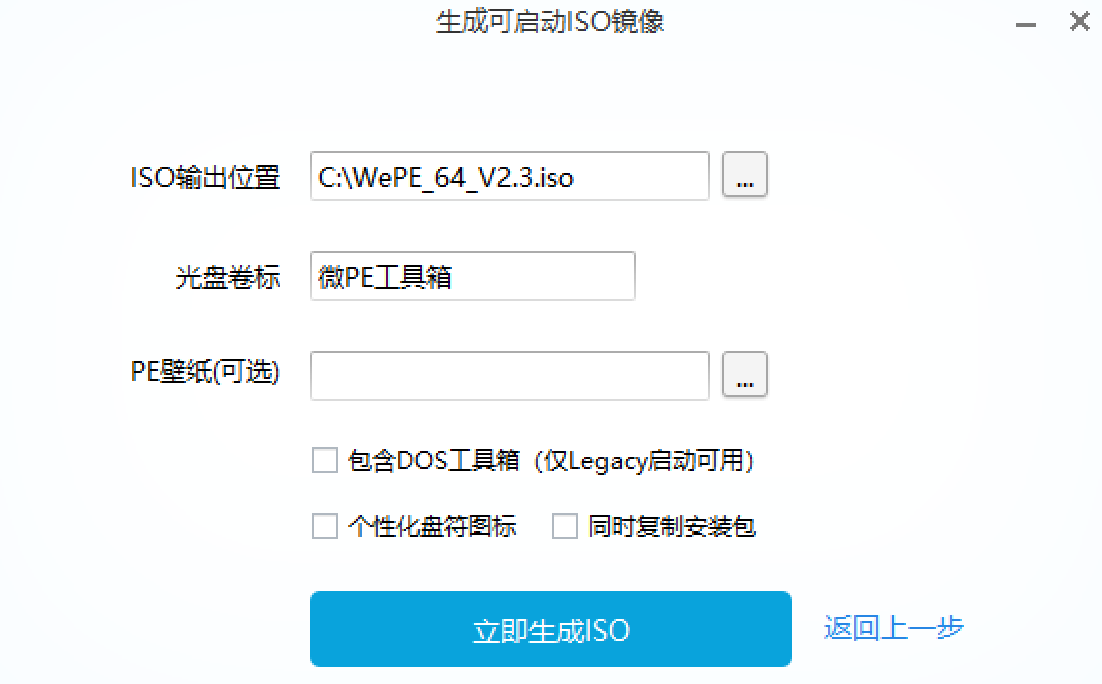 生成可启动ISO镜像
ISO输出位置 C:\WePE_64_V2.3.iso ...
光盘卷标 微PE工具箱
PE壁纸(可选) ...
包含DOS工具箱（仅Legacy启动可用）
个性化盘符图标 同时复制安装包
立即生成ISO 返回上一步